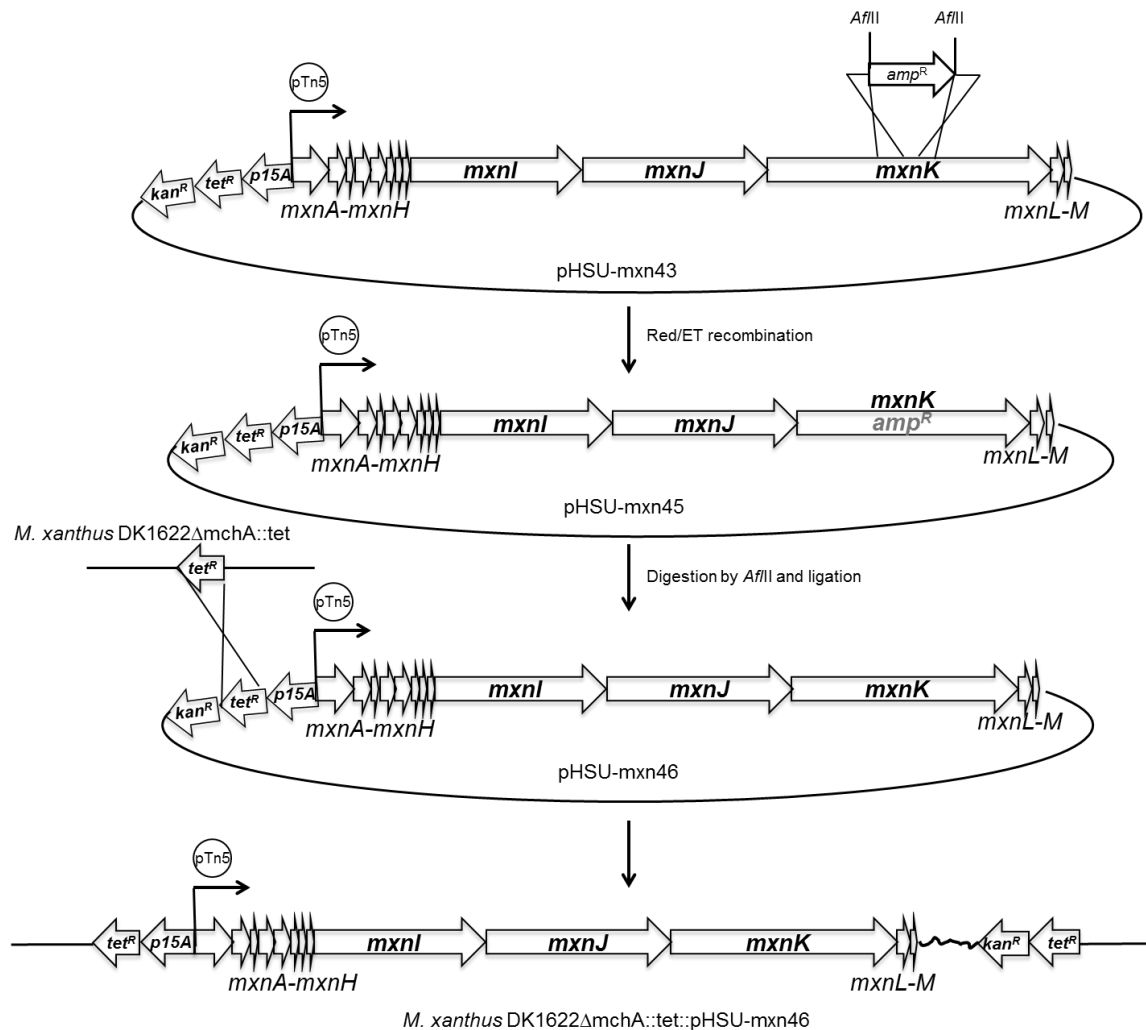 AflII AflII
amp^R
pTn5
kan^R tet^R p15A mxnI mxnJ mxnK
mxnA-mxnH mxnL-M
pHSU-mxn43
Red/ET recombination
pTn5
mxnK
kan^R tet^R p15A mxnI mxnJ amp^R
mxnA-mxnH mxnL-M
pHSU-mxn45
M. xanthus DK1622ΔmchA::tet
Digestion by AflII and ligation
tet^R
pTn5
kan^R tet^R p15A mxnI mxnJ mxnK
mxnA-mxnH mxnL-M
pHSU-mxn46
pTn5
tet^R p15A mxnI mxnJ mxnK kan^R tet^R
mxnA-mxnH mxnL-M
M. xanthus DK1622ΔmchA::tet::pHSU-mxn46